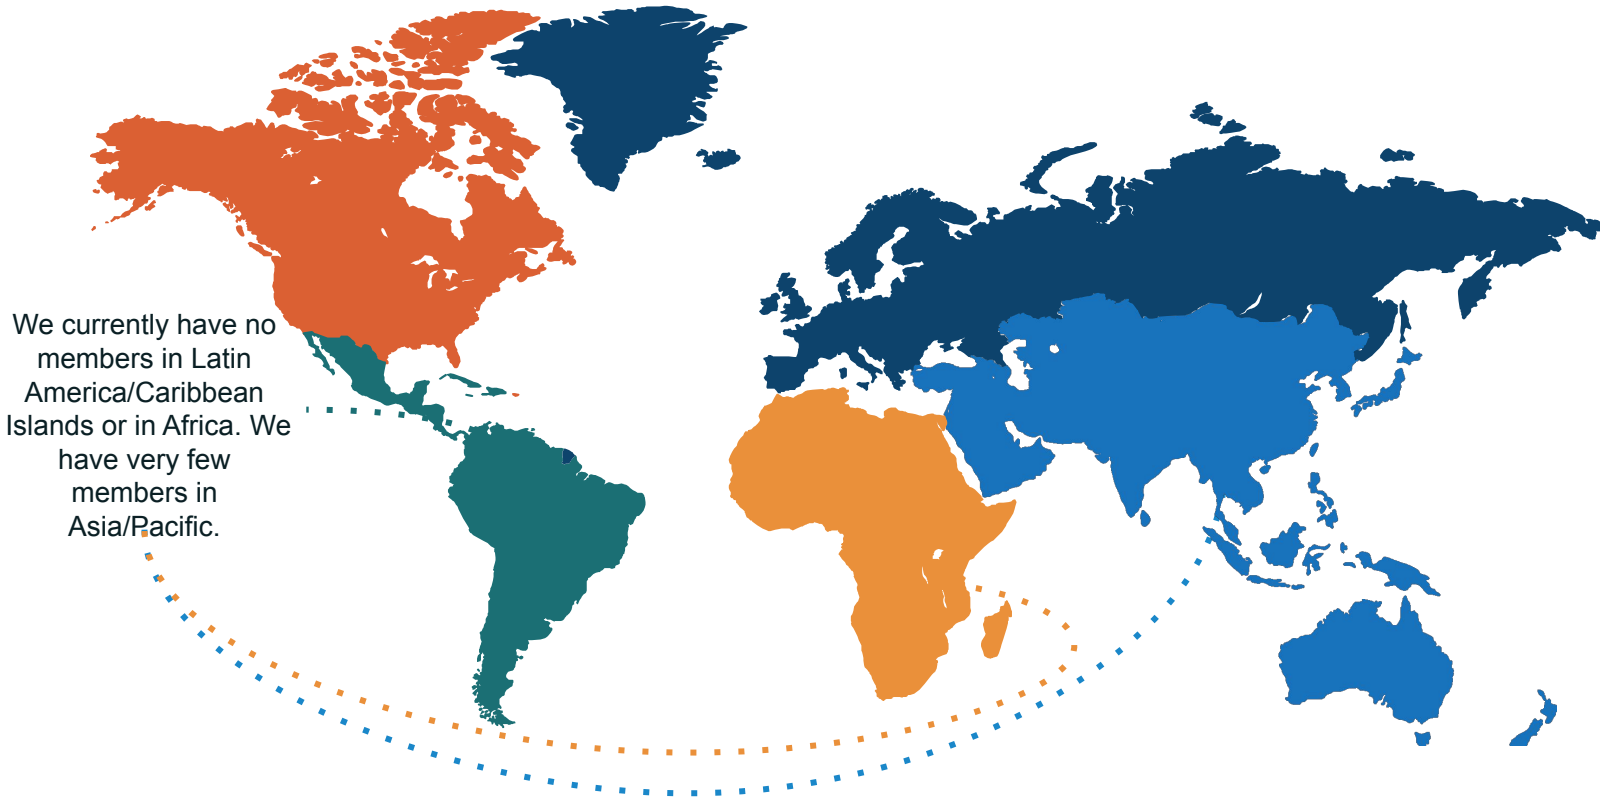 We currently have no
members in Latin
America/Caribbean
Islands or in Africa. We
have very few
members in
Asia/Pacific.